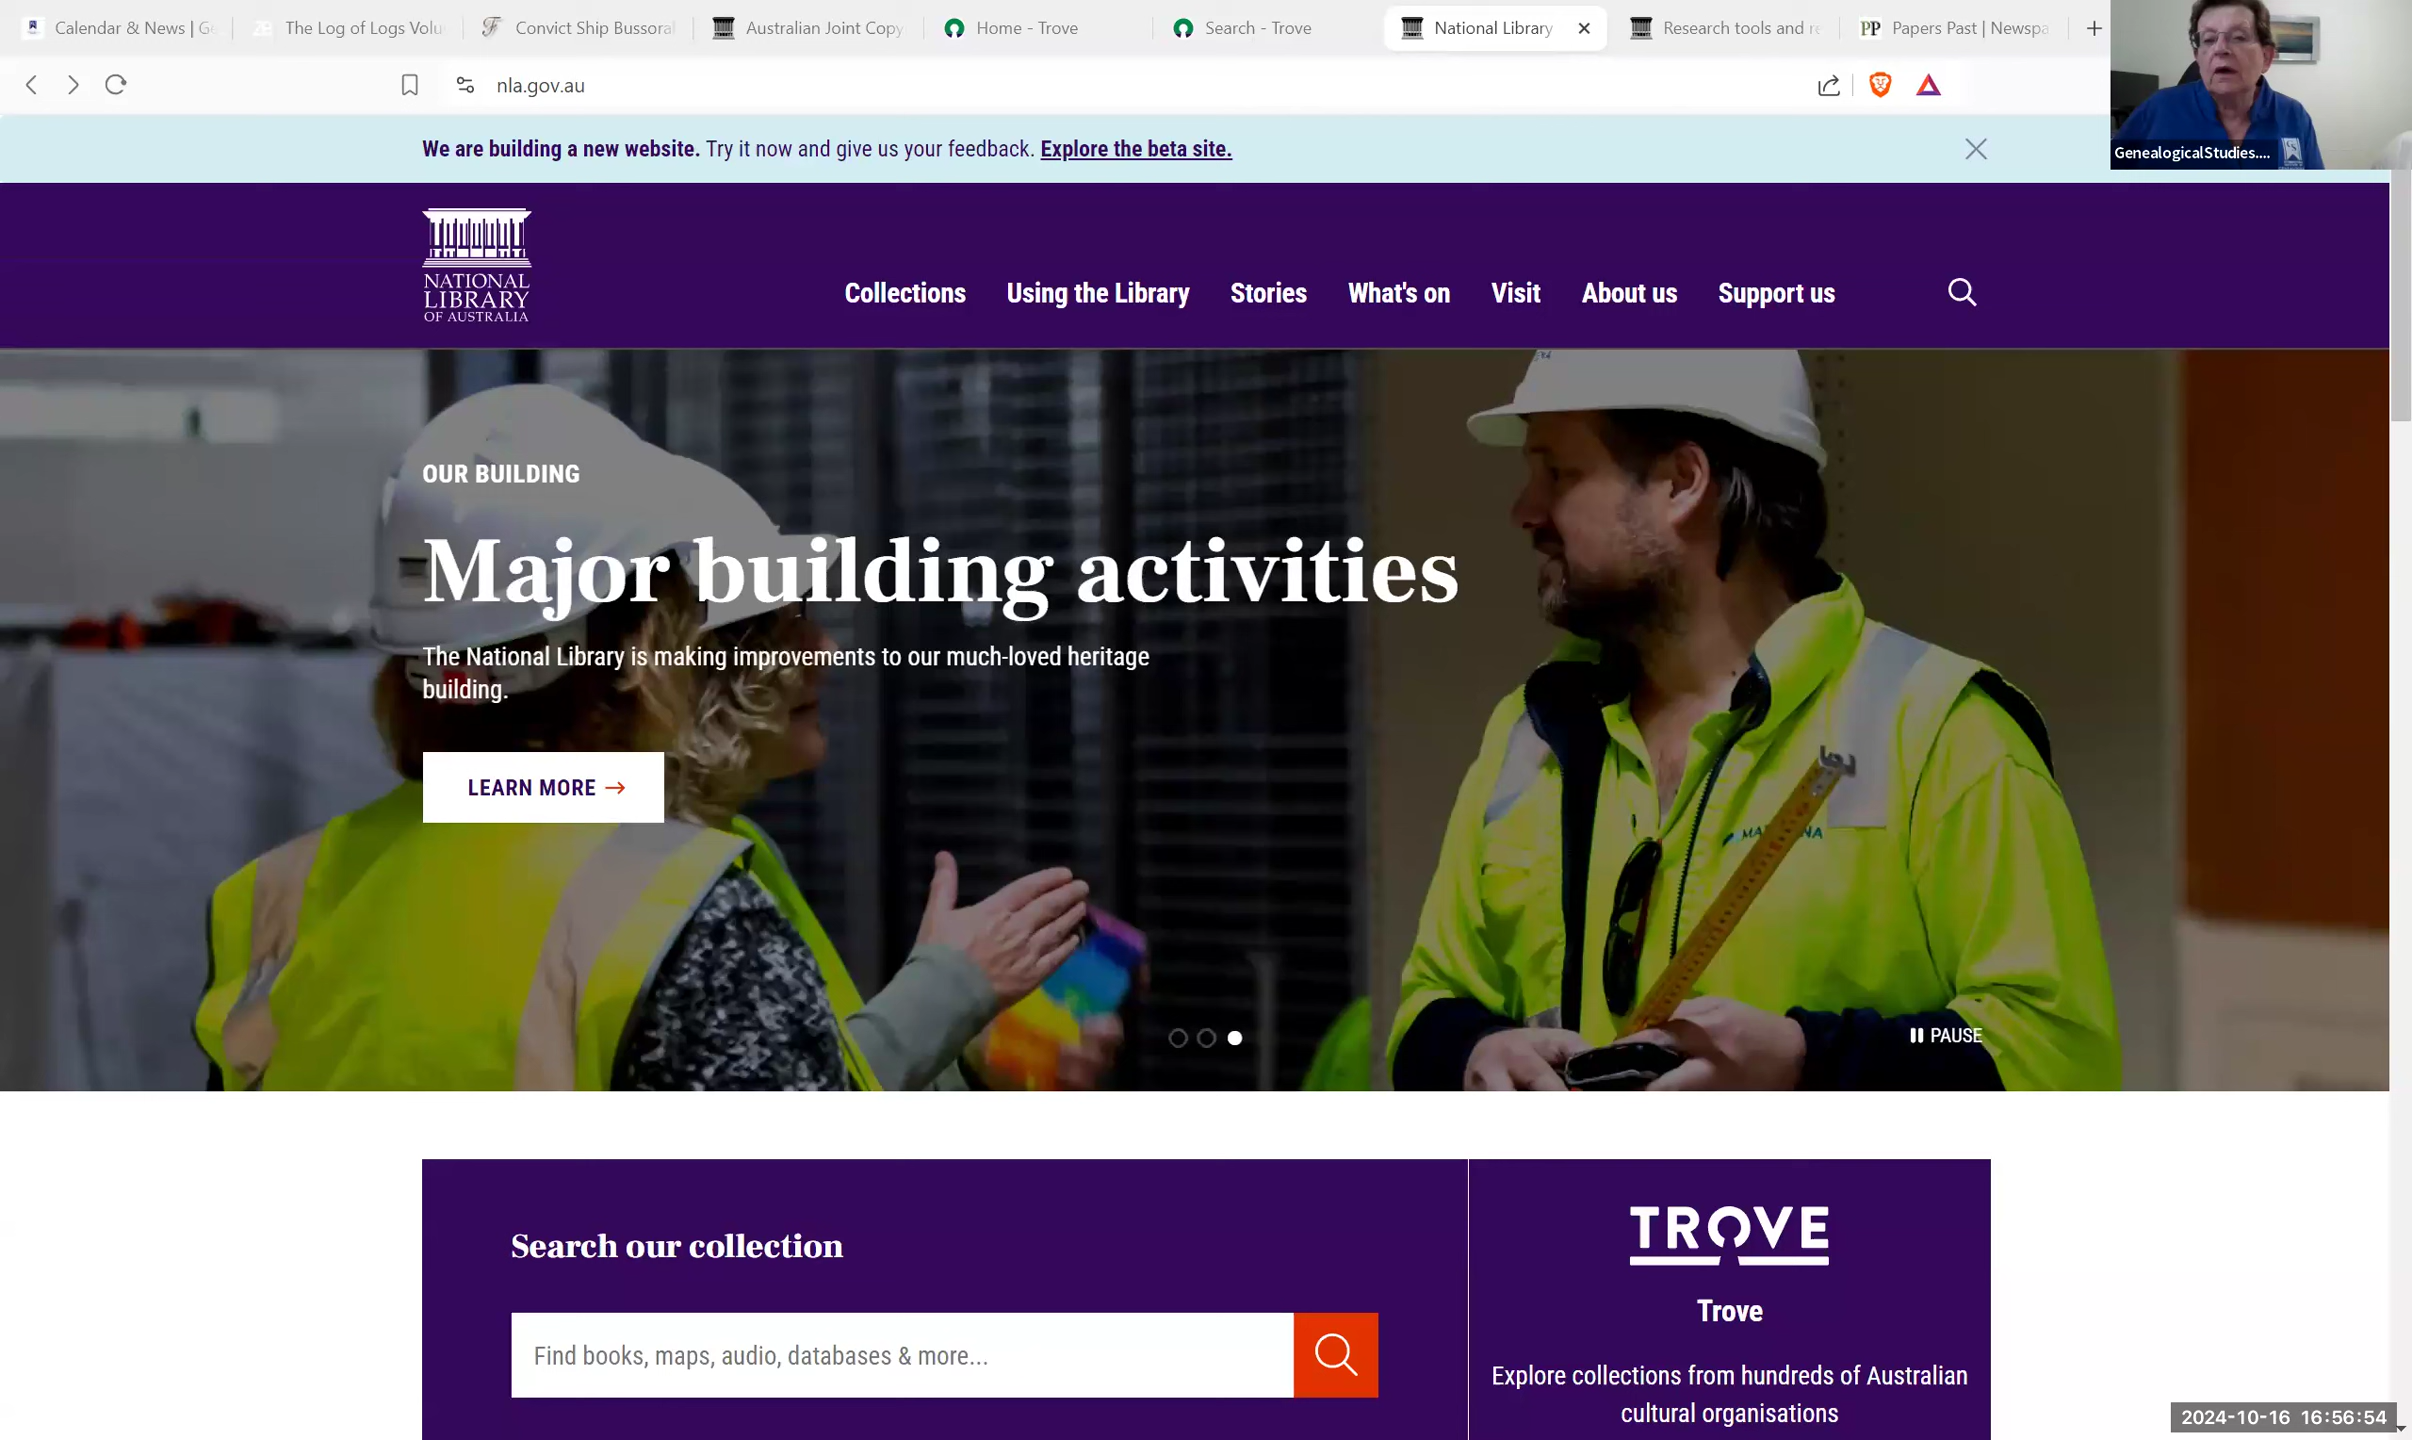 Calendar & News | Ge
The Log of Logs Volu
Convict Ship Bussoral
Australian Joint Copy
Home - Trove
Search - Trove
National Library
Research tools and re
PP Papers Past | Newspa
nla.gov.au
GenealogicalStudies....
We are building a new website. Try it now and give us your feedback. Explore the beta site.
NATIONAL
LIBRARY
OF AUSTRALIA
Collections
Using the Library
Stories
What's on
Visit
About us
Support us
OUR BUILDING
Major building activities
The National Library is making improvements to our much-loved heritage
building.
LEARN MORE →
PAUSE
Search our collection
Find books, maps, audio, databases & more...
TROVE
Trove
Explore collections from hundreds of Australian
cultural organisations
2024-10-16 16:56:54